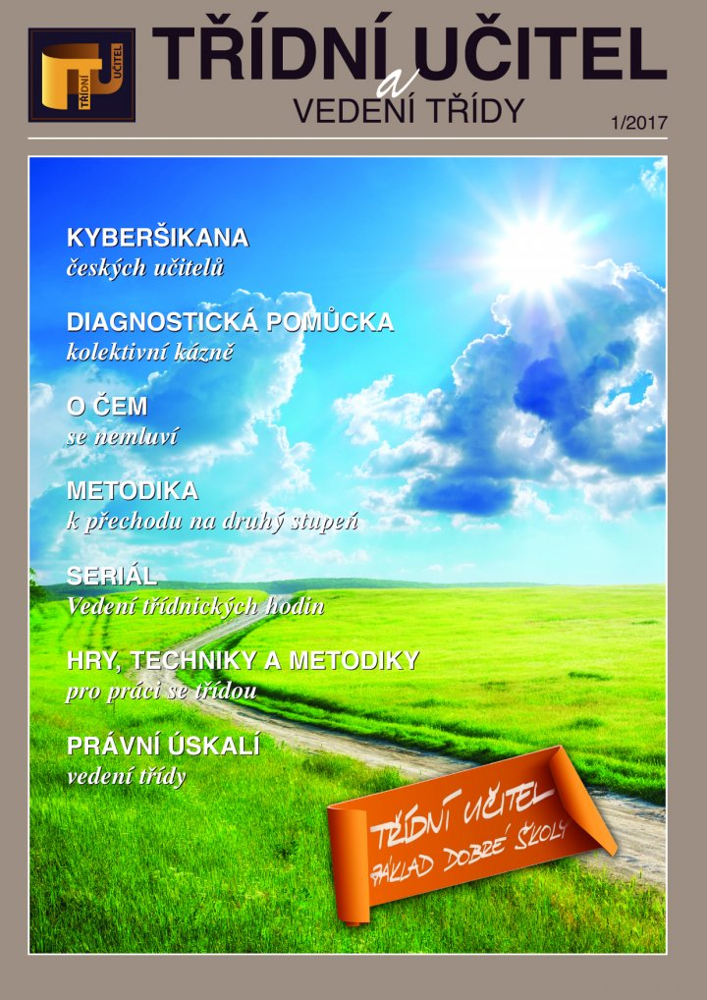 TŘÍDNÍ
UČITEL
TŘÍDNÍ UČITEL
a
VEDENÍ TŘÍDY
1/2017
KYBERŠIKANA
českých učitelů
DIAGNOSTICKÁ POMŮCKA
kolektivní kázně
O ČEM
se nemluví
METODIKA
k přechodu na druhý stupeň
SERIÁL
Vedení třídnických hodin
HRY, TECHNIKY A METODIKY
pro práci se třídou
PRÁVNÍ ÚSKALÍ
vedení třídy
TŘÍDNÍ UČITEL
ZÁKLAD DOBRÉ ŠKOLY